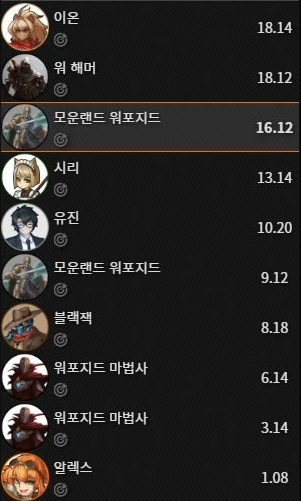 이온
18.14
워 해머
18.12
모운랜드 워포지드
16.12
시리
13.14
유진
10.20
모운랜드 워포지드
9.12
블랙잭
8.18
워포지드 마법사
6.14
워포지드 마법사
3.14
알렉스
1.08